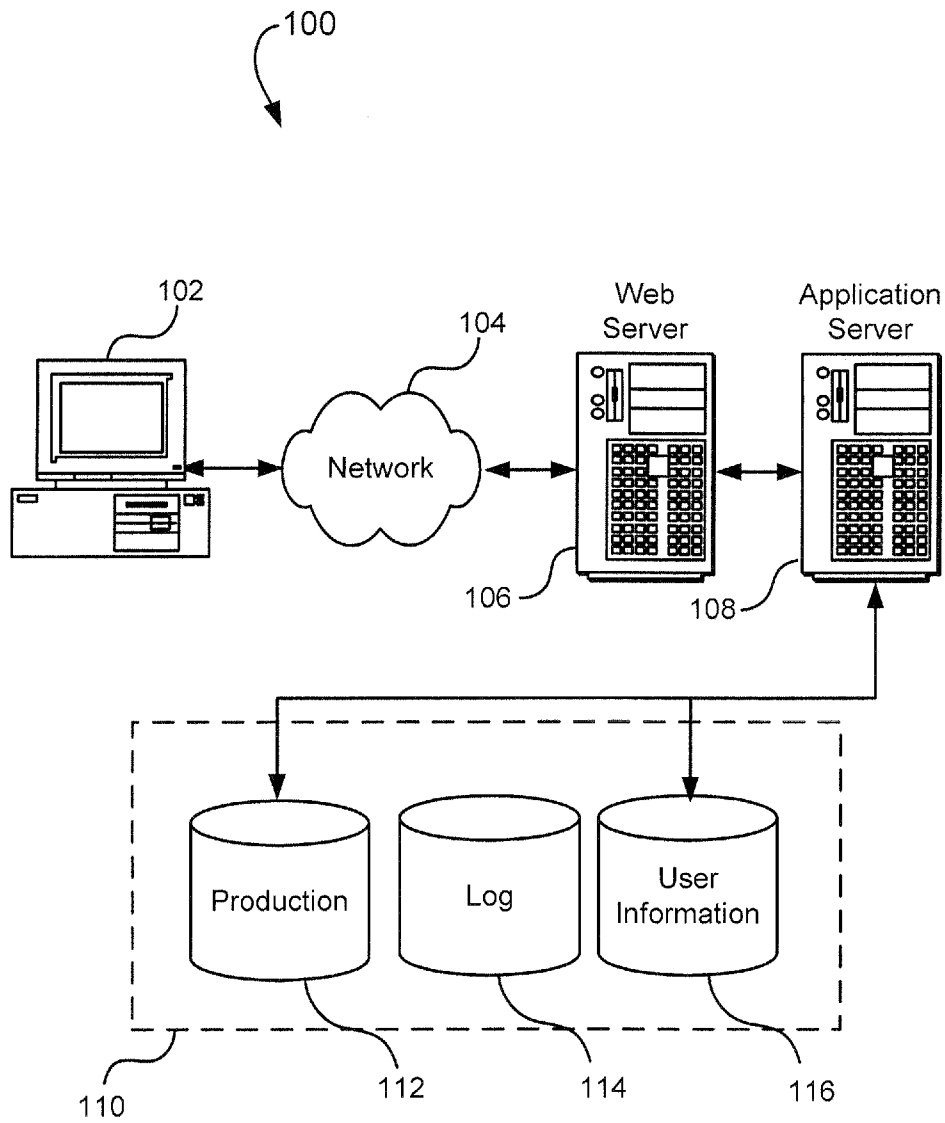 100
102
104
Web
Server
Application
Server
Network
106
108
Production
Log
User
Information
110
112
114
116